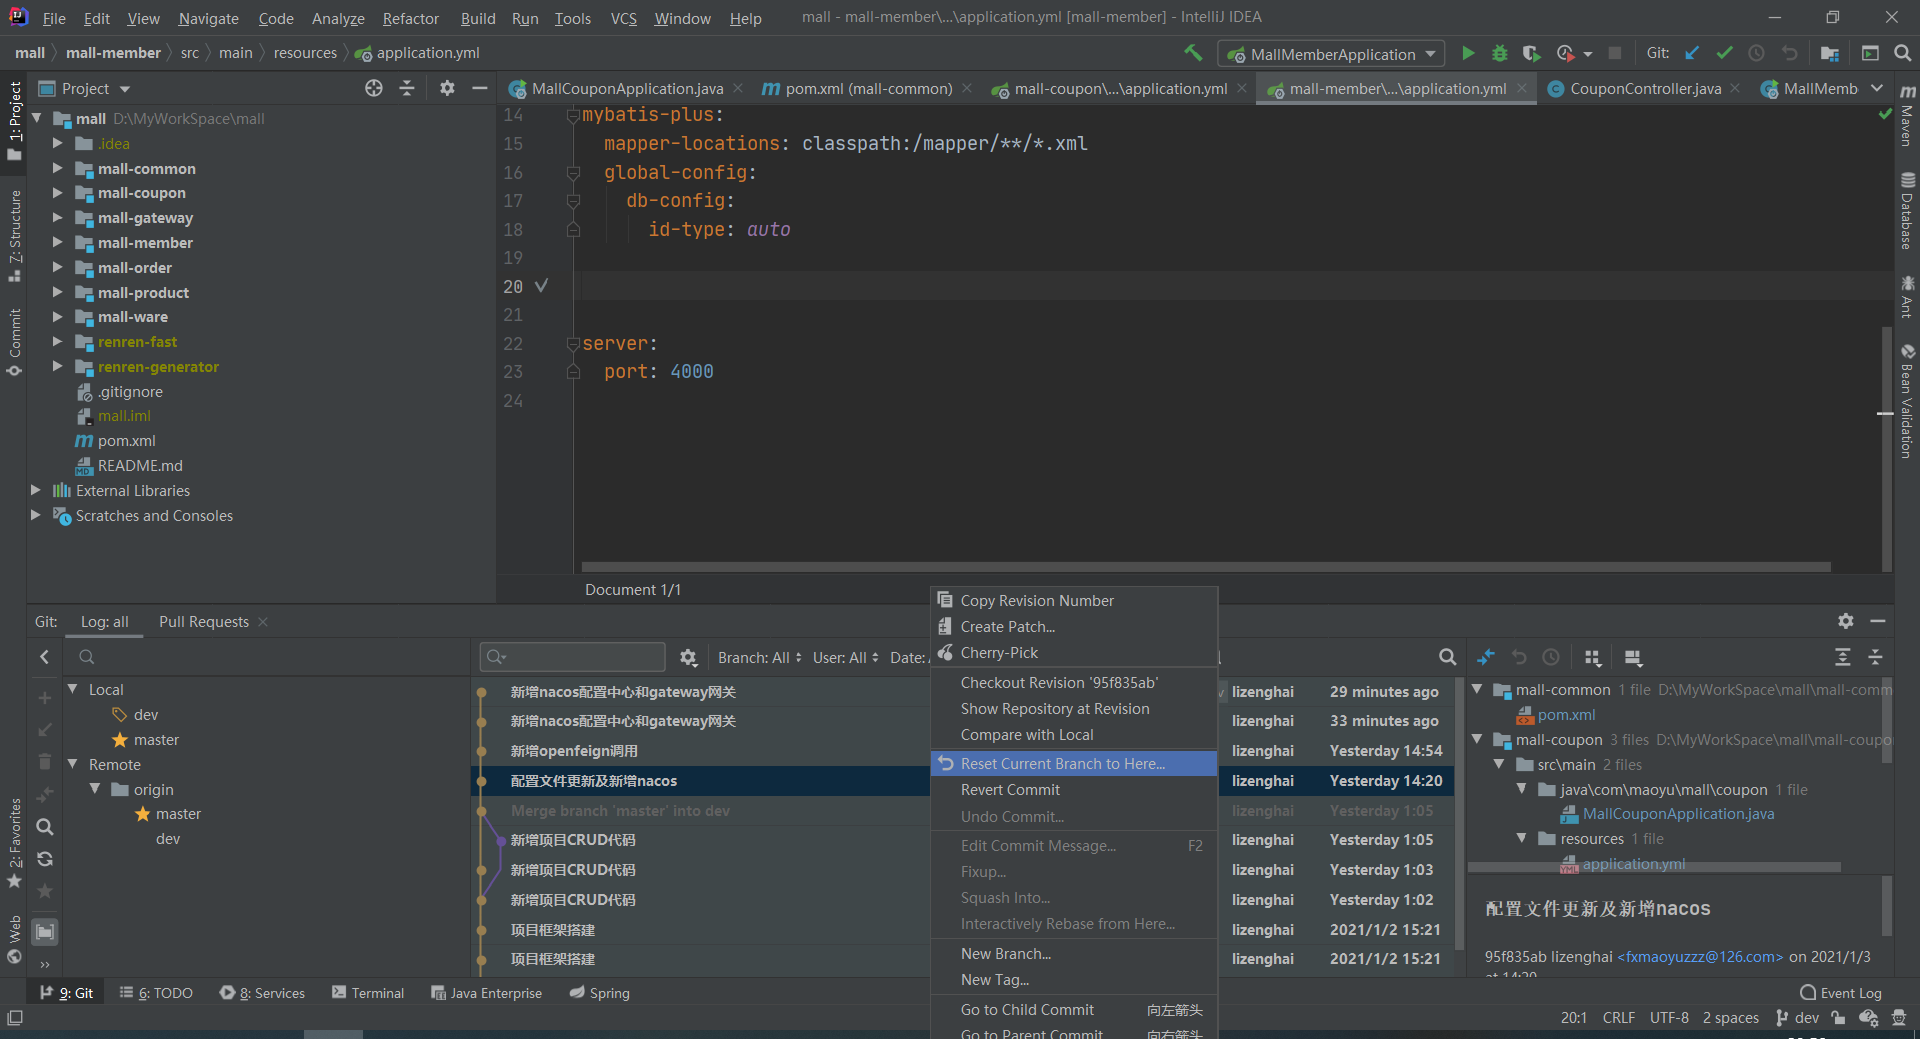 File Edit View Navigate Code Analyze Refactor Build Run Tools VCS Window Help mall - mall-member\...\application.yml [mall-member] - IntelliJ IDEA
mall mall-member src main resources application.yml MallMemberApplication Git:
Project MallCouponApplication.java pom.xml (mall-common) mall-coupon\...\application.yml mall-member\...\application.yml CouponController.java MallMemb
1: Project
7: Structure
Commit
2: Favorites
Web
mall D:\MyWorkSpace\mall
.idea
mall-common
mall-coupon
mall-gateway
mall-member
mall-order
mall-product
mall-ware
renren-fast
renren-generator
.gitignore
mall.iml
pom.xml
README.md
External Libraries
Scratches and Consoles
14 mybatis-plus:
15 mapper-locations: classpath:/mapper/**/*.xml
16 global-config:
17 db-config:
18 id-type: auto
19
20
21
22 server:
23 port: 4000
24
Document 1/1
Maven
Database
Ant
Bean Validation
Git: Log: all Pull Requests
Local
dev
master
Remote
origin
master
dev
Branch: All User: All Date:
新增nacos配置中心和gateway网关 lizenghai 29 minutes ago
新增nacos配置中心和gateway网关 lizenghai 33 minutes ago
新增openfeign调用 lizenghai Yesterday 14:54
配置文件更新及新增nacos lizenghai Yesterday 14:20
Merge branch 'master' into dev lizenghai Yesterday 1:05
新增项目CRUD代码 lizenghai Yesterday 1:05
新增项目CRUD代码 lizenghai Yesterday 1:03
新增项目CRUD代码 lizenghai Yesterday 1:02
项目框架搭建 lizenghai 2021/1/2 15:21
项目框架搭建 lizenghai 2021/1/2 15:21
Copy Revision Number
Create Patch...
Cherry-Pick
Checkout Revision '95f835ab'
Show Repository at Revision
Compare with Local
Reset Current Branch to Here...
Revert Commit
Undo Commit...
Edit Commit Message... F2
Fixup...
Squash Into...
Interactively Rebase from Here...
New Branch...
New Tag...
Go to Child Commit 向左箭头
Go to Parent Commit 向右箭头
mall-common 1 file D:\MyWorkSpace\mall\mall-comm
pom.xml
mall-coupon 3 files D:\MyWorkSpace\mall\mall-coupo
src\main 2 files
java\com\maoyu\mall\coupon 1 file
MallCouponApplication.java
resources 1 file
application.yml
配置文件更新及新增nacos
95f835ab lizenghai <fxmaoyuzzz@126.com> on 2021/1/3
at 14:20
9: Git 6: TODO 8: Services Terminal Java Enterprise Spring Event Log
20:1 CRLF UTF-8 2 spaces dev